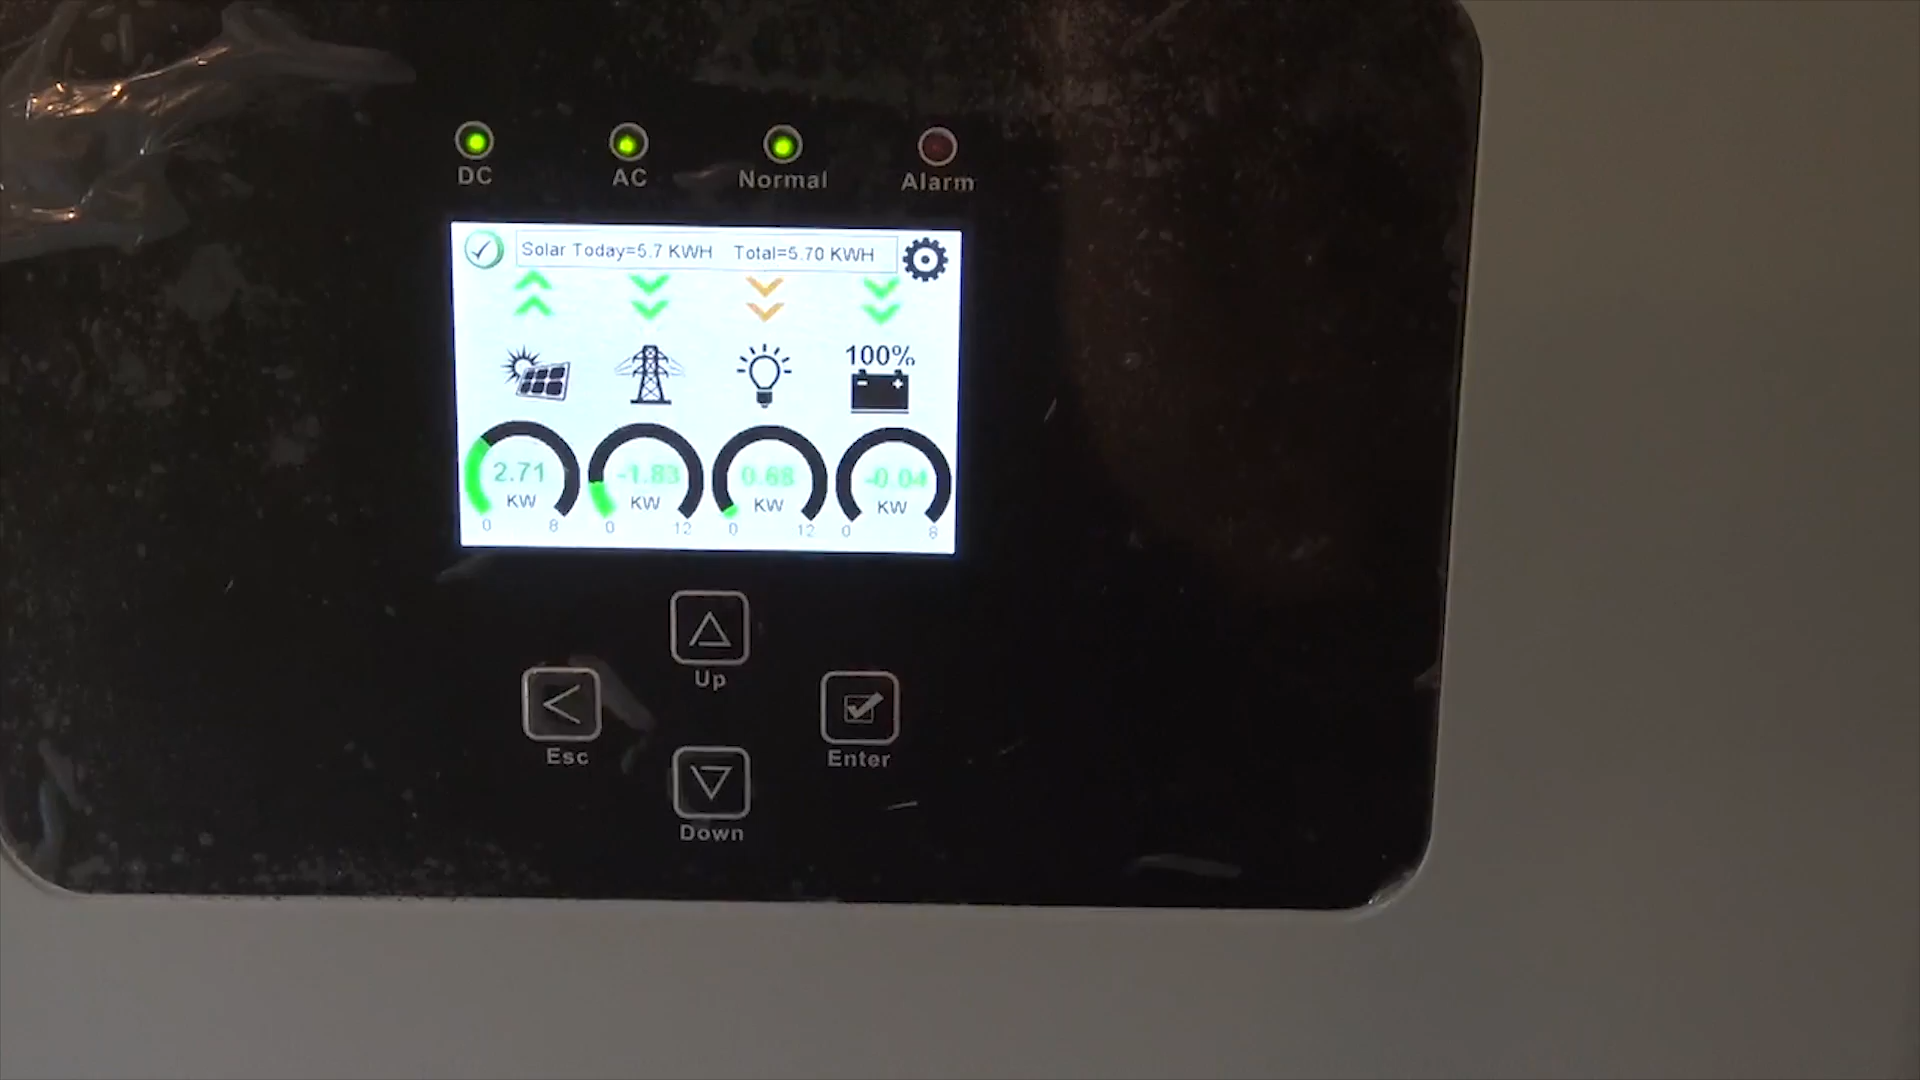 DC AC Normal Alarm
Solar Today=5.7 KWH Total=5.70 KWH
100%
2.71 -1.83 0.68 -0.04
KW KW KW KW
0 8 0 12 0 12 0 8
Up
Esc Enter
Down